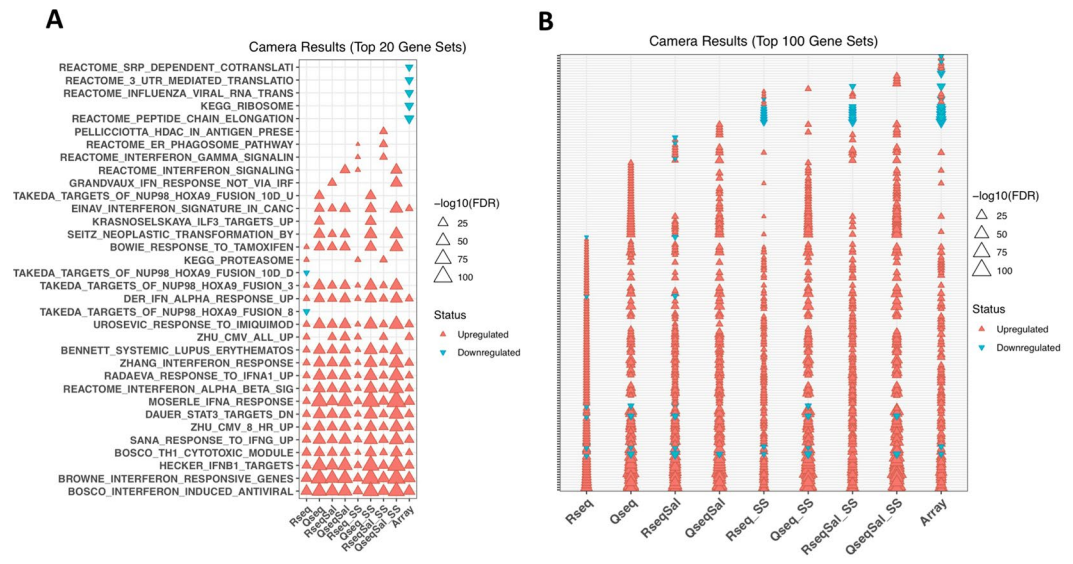 A
Camera Results (Top 20 Gene Sets)
REACTOME_SRP_DEPENDENT_COTRANSLATI
REACTOME_3_UTR_MEDIATED_TRANSLATIO
REACTOME_INFLUENZA_VIRAL_RNA_TRANS
KEGG_RIBOSOME
REACTOME_PEPTIDE_CHAIN_ELONGATION
PELLICCIOTTA_HDAC_IN_ANTIGEN_PRESE
REACTOME_ER_PHAGOSOME_PATHWAY
REACTOME_INTERFERON_GAMMA_SIGNALIN
REACTOME_INTERFERON_SIGNALING
GRANDVAUX_IFN_RESPONSE_NOT_VIA_IRF
TAKEDA_TARGETS_OF_NUP98_HOXA9_FUSION_10D_U
EINAV_INTERFERON_SIGNATURE_IN_CANC
KRASNOSELSKAYA_ILF3_TARGETS_UP
SEITZ_NEOPLASTIC_TRANSFORMATION_BY
BOWIE_RESPONSE_TO_TAMOXIFEN
KEGG_PROTEASOME
TAKEDA_TARGETS_OF_NUP98_HOXA9_FUSION_10D_D
TAKEDA_TARGETS_OF_NUP98_HOXA9_FUSION_3
DER_IFN_ALPHA_RESPONSE_UP
TAKEDA_TARGETS_OF_NUP98_HOXA9_FUSION_8
UROSEVIC_RESPONSE_TO_IMIQUIMOD
ZHU_CMV_ALL_UP
BENNETT_SYSTEMIC_LUPUS_ERYTHEMATOS
ZHANG_INTERFERON_RESPONSE
RADAEVA_RESPONSE_TO_IFNA1_UP
REACTOME_INTERFERON_ALPHA_BETA_SIG
MOSERLE_IFNA_RESPONSE
DAUER_STAT3_TARGETS_DN
ZHU_CMV_8_HR_UP
SANA_RESPONSE_TO_IFNG_UP
BOSCO_TH1_CYTOTOXIC_MODULE
HECKER_IFNB1_TARGETS
BROWNE_INTERFERON_RESPONSIVE_GENES
BOSCO_INTERFERON_INDUCED_ANTIVIRAL
Rseq
Qseq
RseqSal
QseqSal
Rseq_SS
Qseq_SS
RseqSal_SS
QseqSal_SS
Array
−log10(FDR)
25
50
75
100
Status
Upregulated
Downregulated
B
Camera Results (Top 100 Gene Sets)
Rseq
Qseq
RseqSal
QseqSal
Rseq_SS
Qseq_SS
RseqSal_SS
QseqSal_SS
Array
−log10(FDR)
25
50
75
100
Status
Upregulated
Downregulated